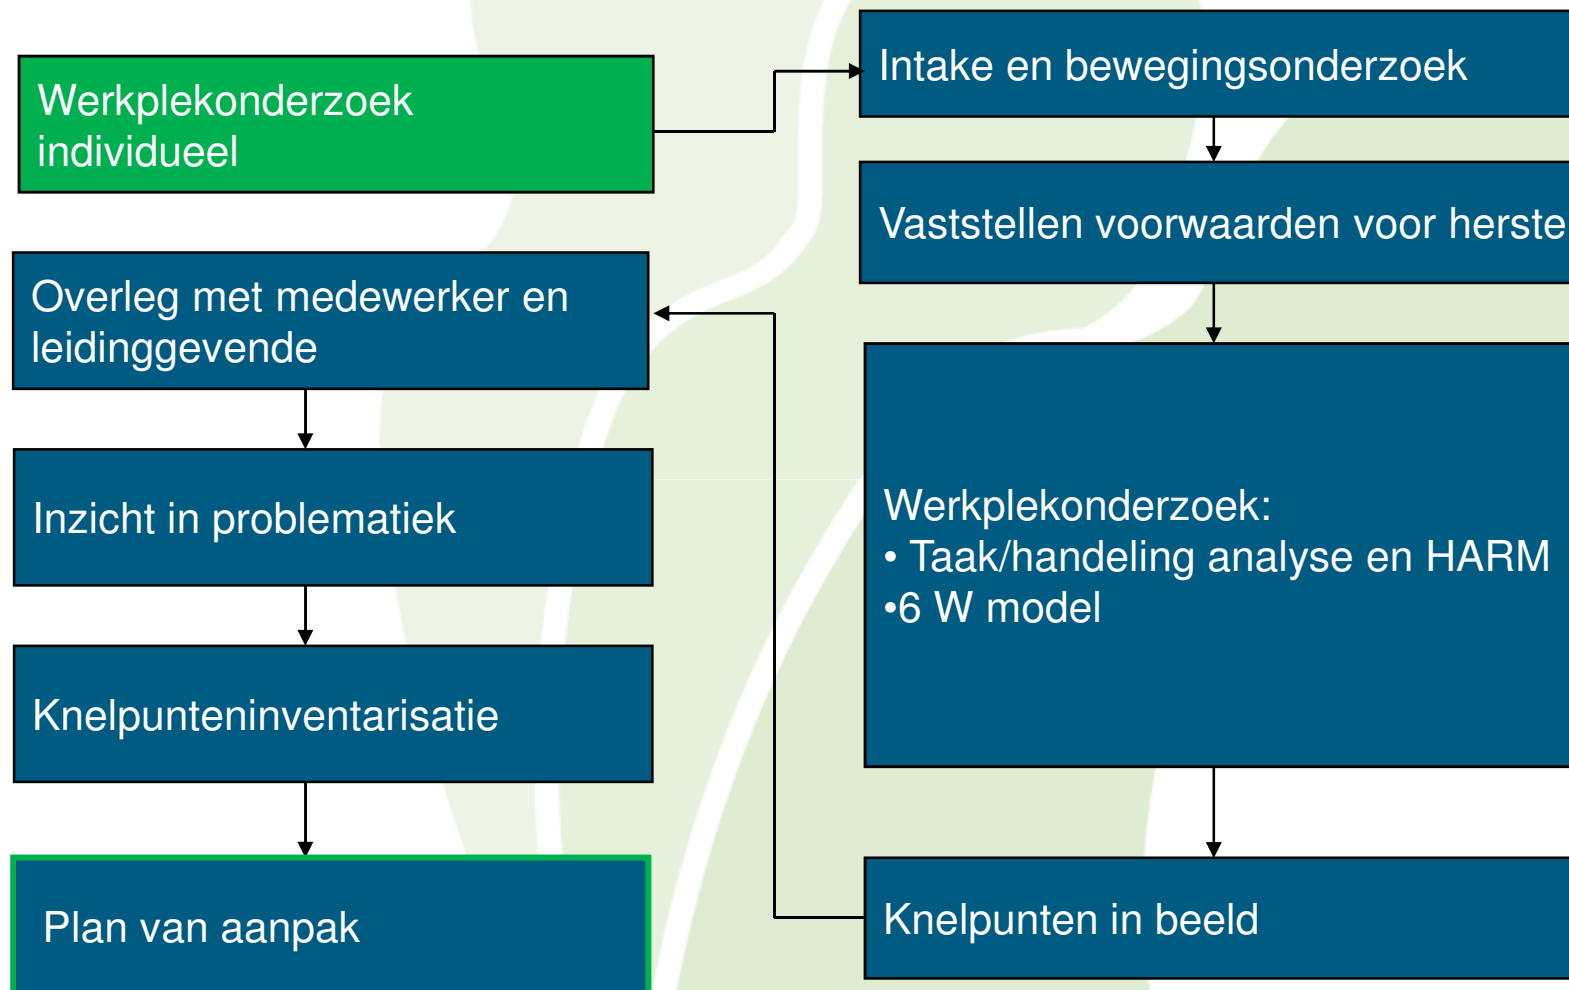 Werkplekonderzoek
individueel
Intake en bewegingsonderzoek
Vaststellen voorwaarden voor herste
Werkplekonderzoek:
• Taak/handeling analyse en HARM
•6 W model
Knelpunten in beeld
Overleg met medewerker en
leidinggevende
Inzicht in problematiek
Knelpunteninventarisatie
Plan van aanpak